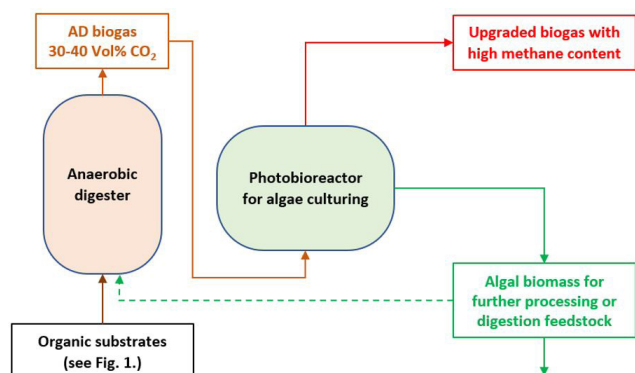 AD biogas
30-40 Vol% CO₂
Upgraded biogas with
high methane content
Anaerobic
digester
Photobioreactor
for algae culturing
Algal biomass for
further processing or
digestion feedstock
Organic substrates
(see Fig. 1.)